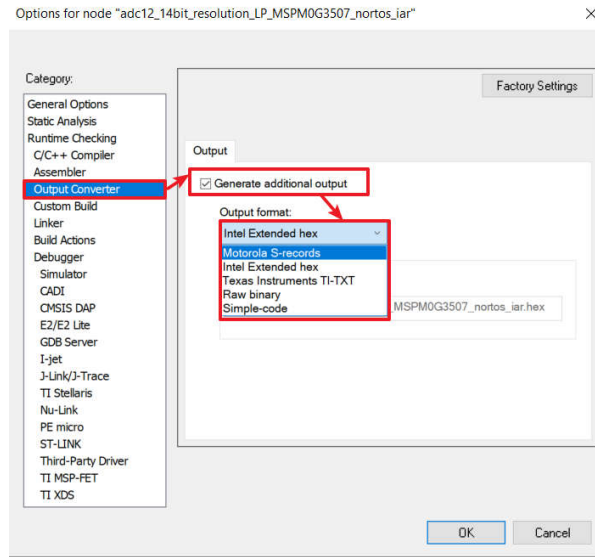 Options for node "adc12_14bit_resolution_LP_MSPM0G3507_nortos_iar"
Category:
Factory Settings
General Options
Static Analysis
Runtime Checking
C/C++ Compiler
Assembler
Output Converter
Custom Build
Linker
Build Actions
Debugger
Simulator
CADI
CMSIS DAP
E2/E2 Lite
GDB Server
I-jet
J-Link/J-Trace
TI Stellaris
Nu-Link
PE micro
ST-LINK
Third-Party Driver
TI MSP-FET
TI XDS
Output
Generate additional output
Output format:
Intel Extended hex
Motorola S-records
Intel Extended hex
Texas Instruments TI-TXT
Raw binary
Simple-code
_MSPM0G3507_nortos_iar.hex
OK
Cancel